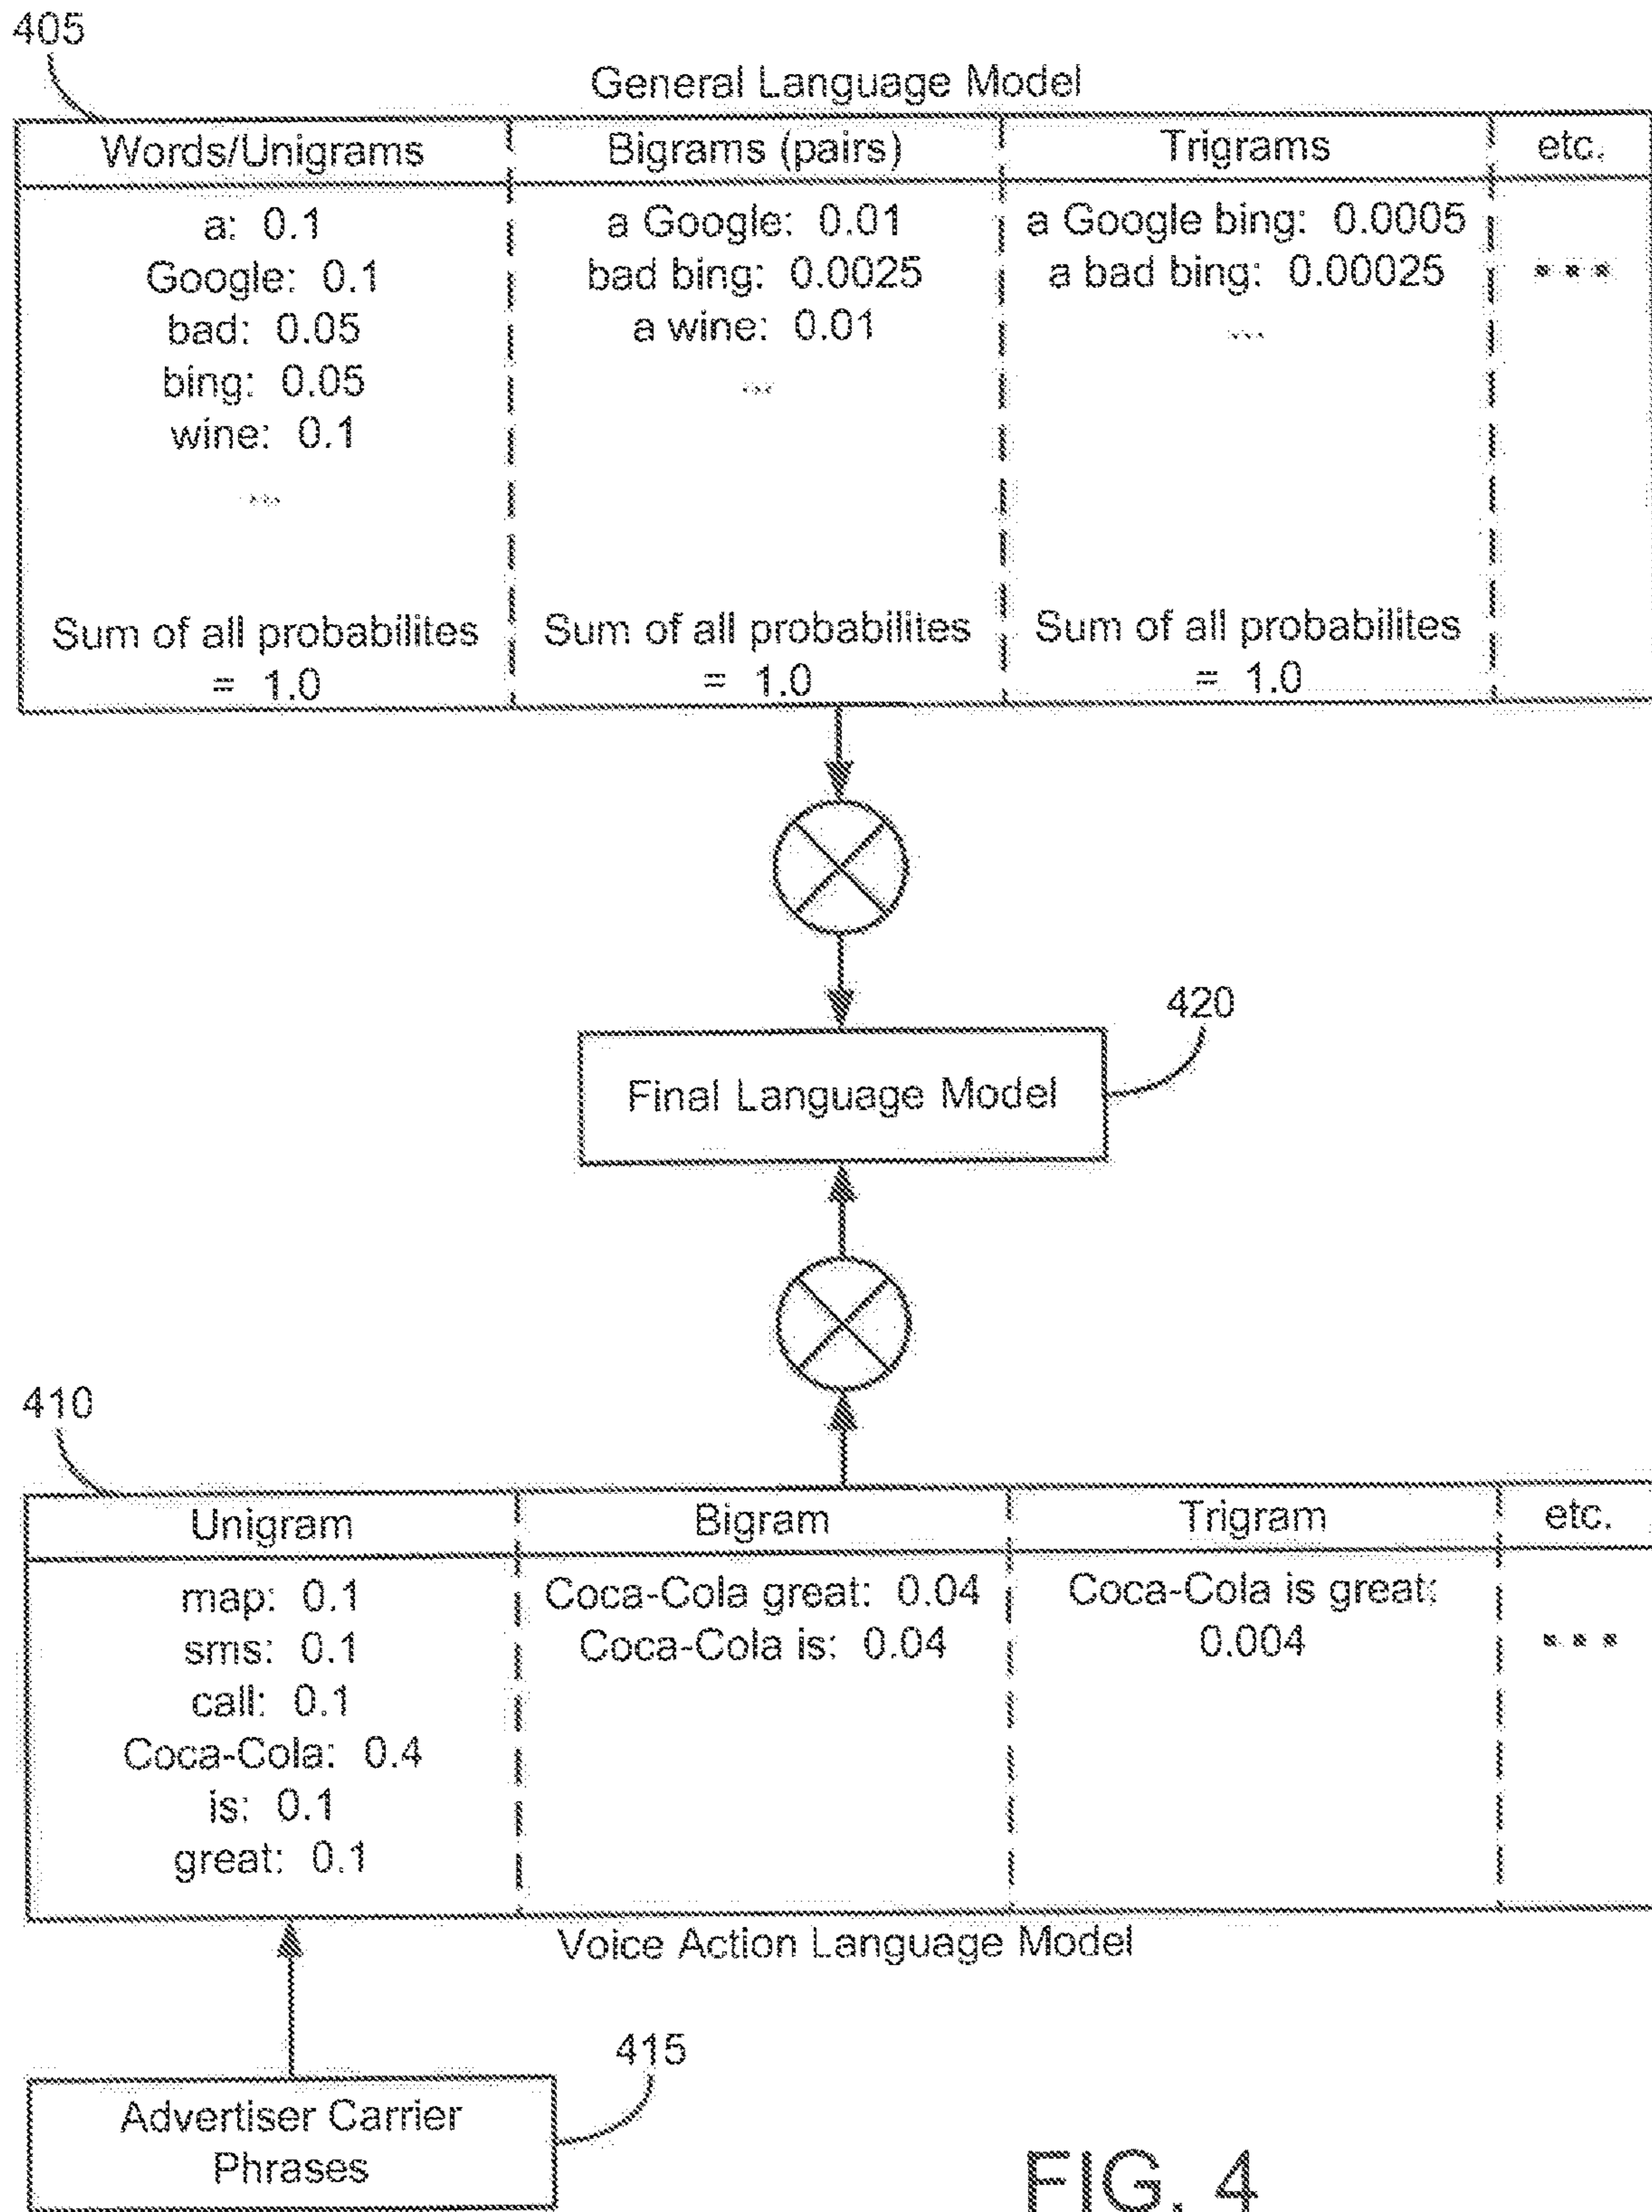 405
General Language Model
Words/Unigrams
a: 0.1
Google: 0.1
bad: 0.05
bing: 0.05
wine: 0.1
...
Sum of all probabilites
= 1.0
Bigrams (pairs)
a Google: 0.01
bad bing: 0.0025
a wine: 0.01
...
Sum of all probabilites
= 1.0
Trigrams
a Google bing: 0.0005
a bad bing: 0.00025
...
Sum of all probabilites
= 1.0
etc.
...
420
Final Language Model
410
Unigram
map: 0.1
sms: 0.1
call: 0.1
Coca-Cola: 0.4
is: 0.1
great: 0.1
Bigram
Coca-Cola great: 0.04
Coca-Cola is: 0.04
Trigram
Coca-Cola is great:
0.004
etc.
...
Voice Action Language Model
415
Advertiser Carrier
Phrases
FIG. 4